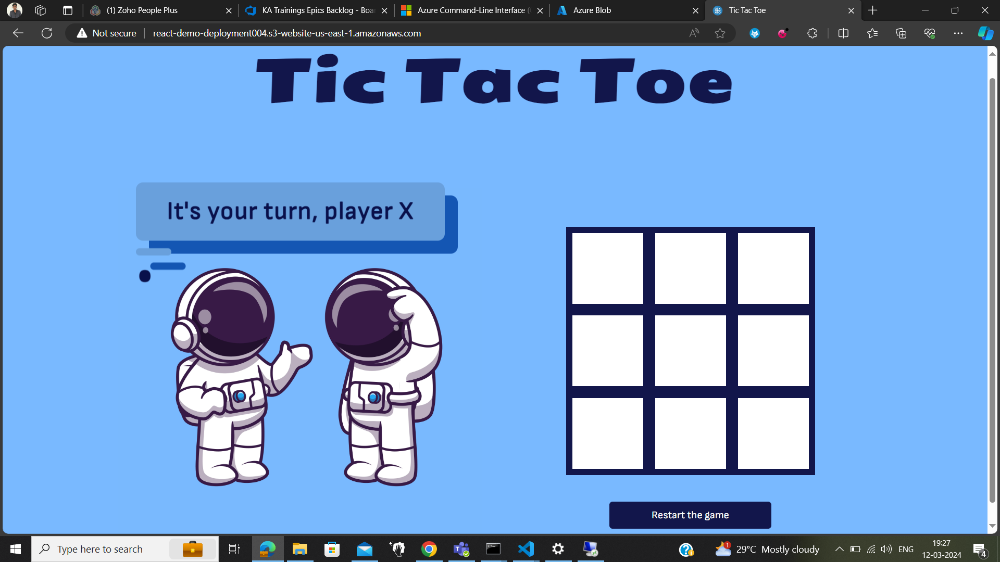 (1) Zoho People Plus
KA Trainings Epics Backlog - Boa
Azure Command-Line Interface (
Azure Blob
Tic Tac Toe
Not secure
react-demo-deployment004.s3-website-us-east-1.amazonaws.com
Tic Tac Toe
It's your turn, player X
Restart the game
Type here to search
1
29°C Mostly cloudy
ENG
19:27
12-03-2024
4